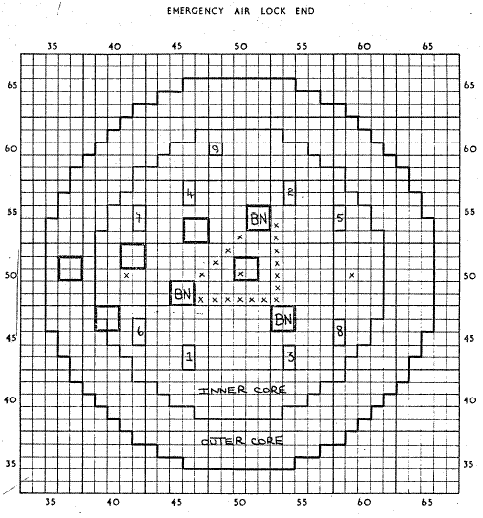 EMERGENCY AIR LOCK END
35 40 45 50 55 60 65
65 65
60 9 60
4 2
55 7 BN 5 55
50 50
BN
45 6 BN 8 45
1 3
INNER CORE
40 40
OUTER CORE
35 35
35 40 45 50 55 60 65